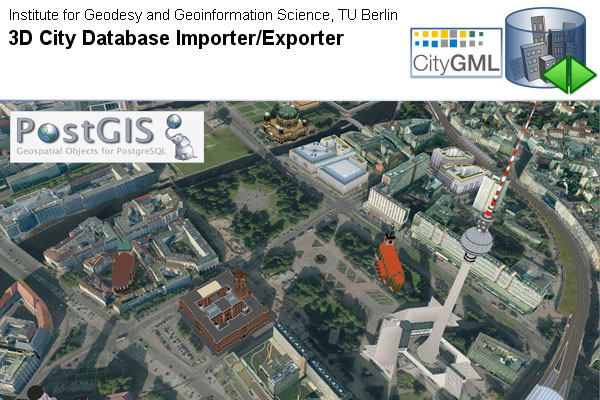 Institute for Geodesy and Geoinformation Science, TU Berlin
3D City Database Importer/Exporter
CityGML
PostGIS
Geospatial Objects for PostgreSQL